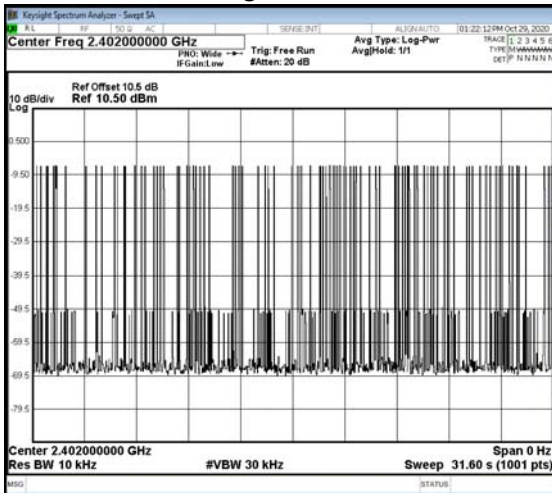 Keysight Spectrum Analyzer - Swept SA
RL RF 50 Ω AC SENSE:INT ALIGN AUTO 01:22:12 PM Oct 29, 2020
Center Freq 2.402000000 GHz
PNO: Wide Trig: Free Run Avg Type: Log-Pwr TRACE 1 2 3 4 5 6
IFGain:Low #Atten: 20 dB Avg|Hold: 1/1 TYPE
DET P N N N N N
Ref Offset 10.5 dB
10 dB/div Ref 10.50 dBm
Log
0.500
-9.50
-19.5
-29.5
-39.5
-49.5
-59.5
-69.5
-79.5
Center 2.402000000 GHz Span 0 Hz
Res BW 10 kHz #VBW 30 kHz Sweep 31.60 s (1001 pts)
MSG STATUS